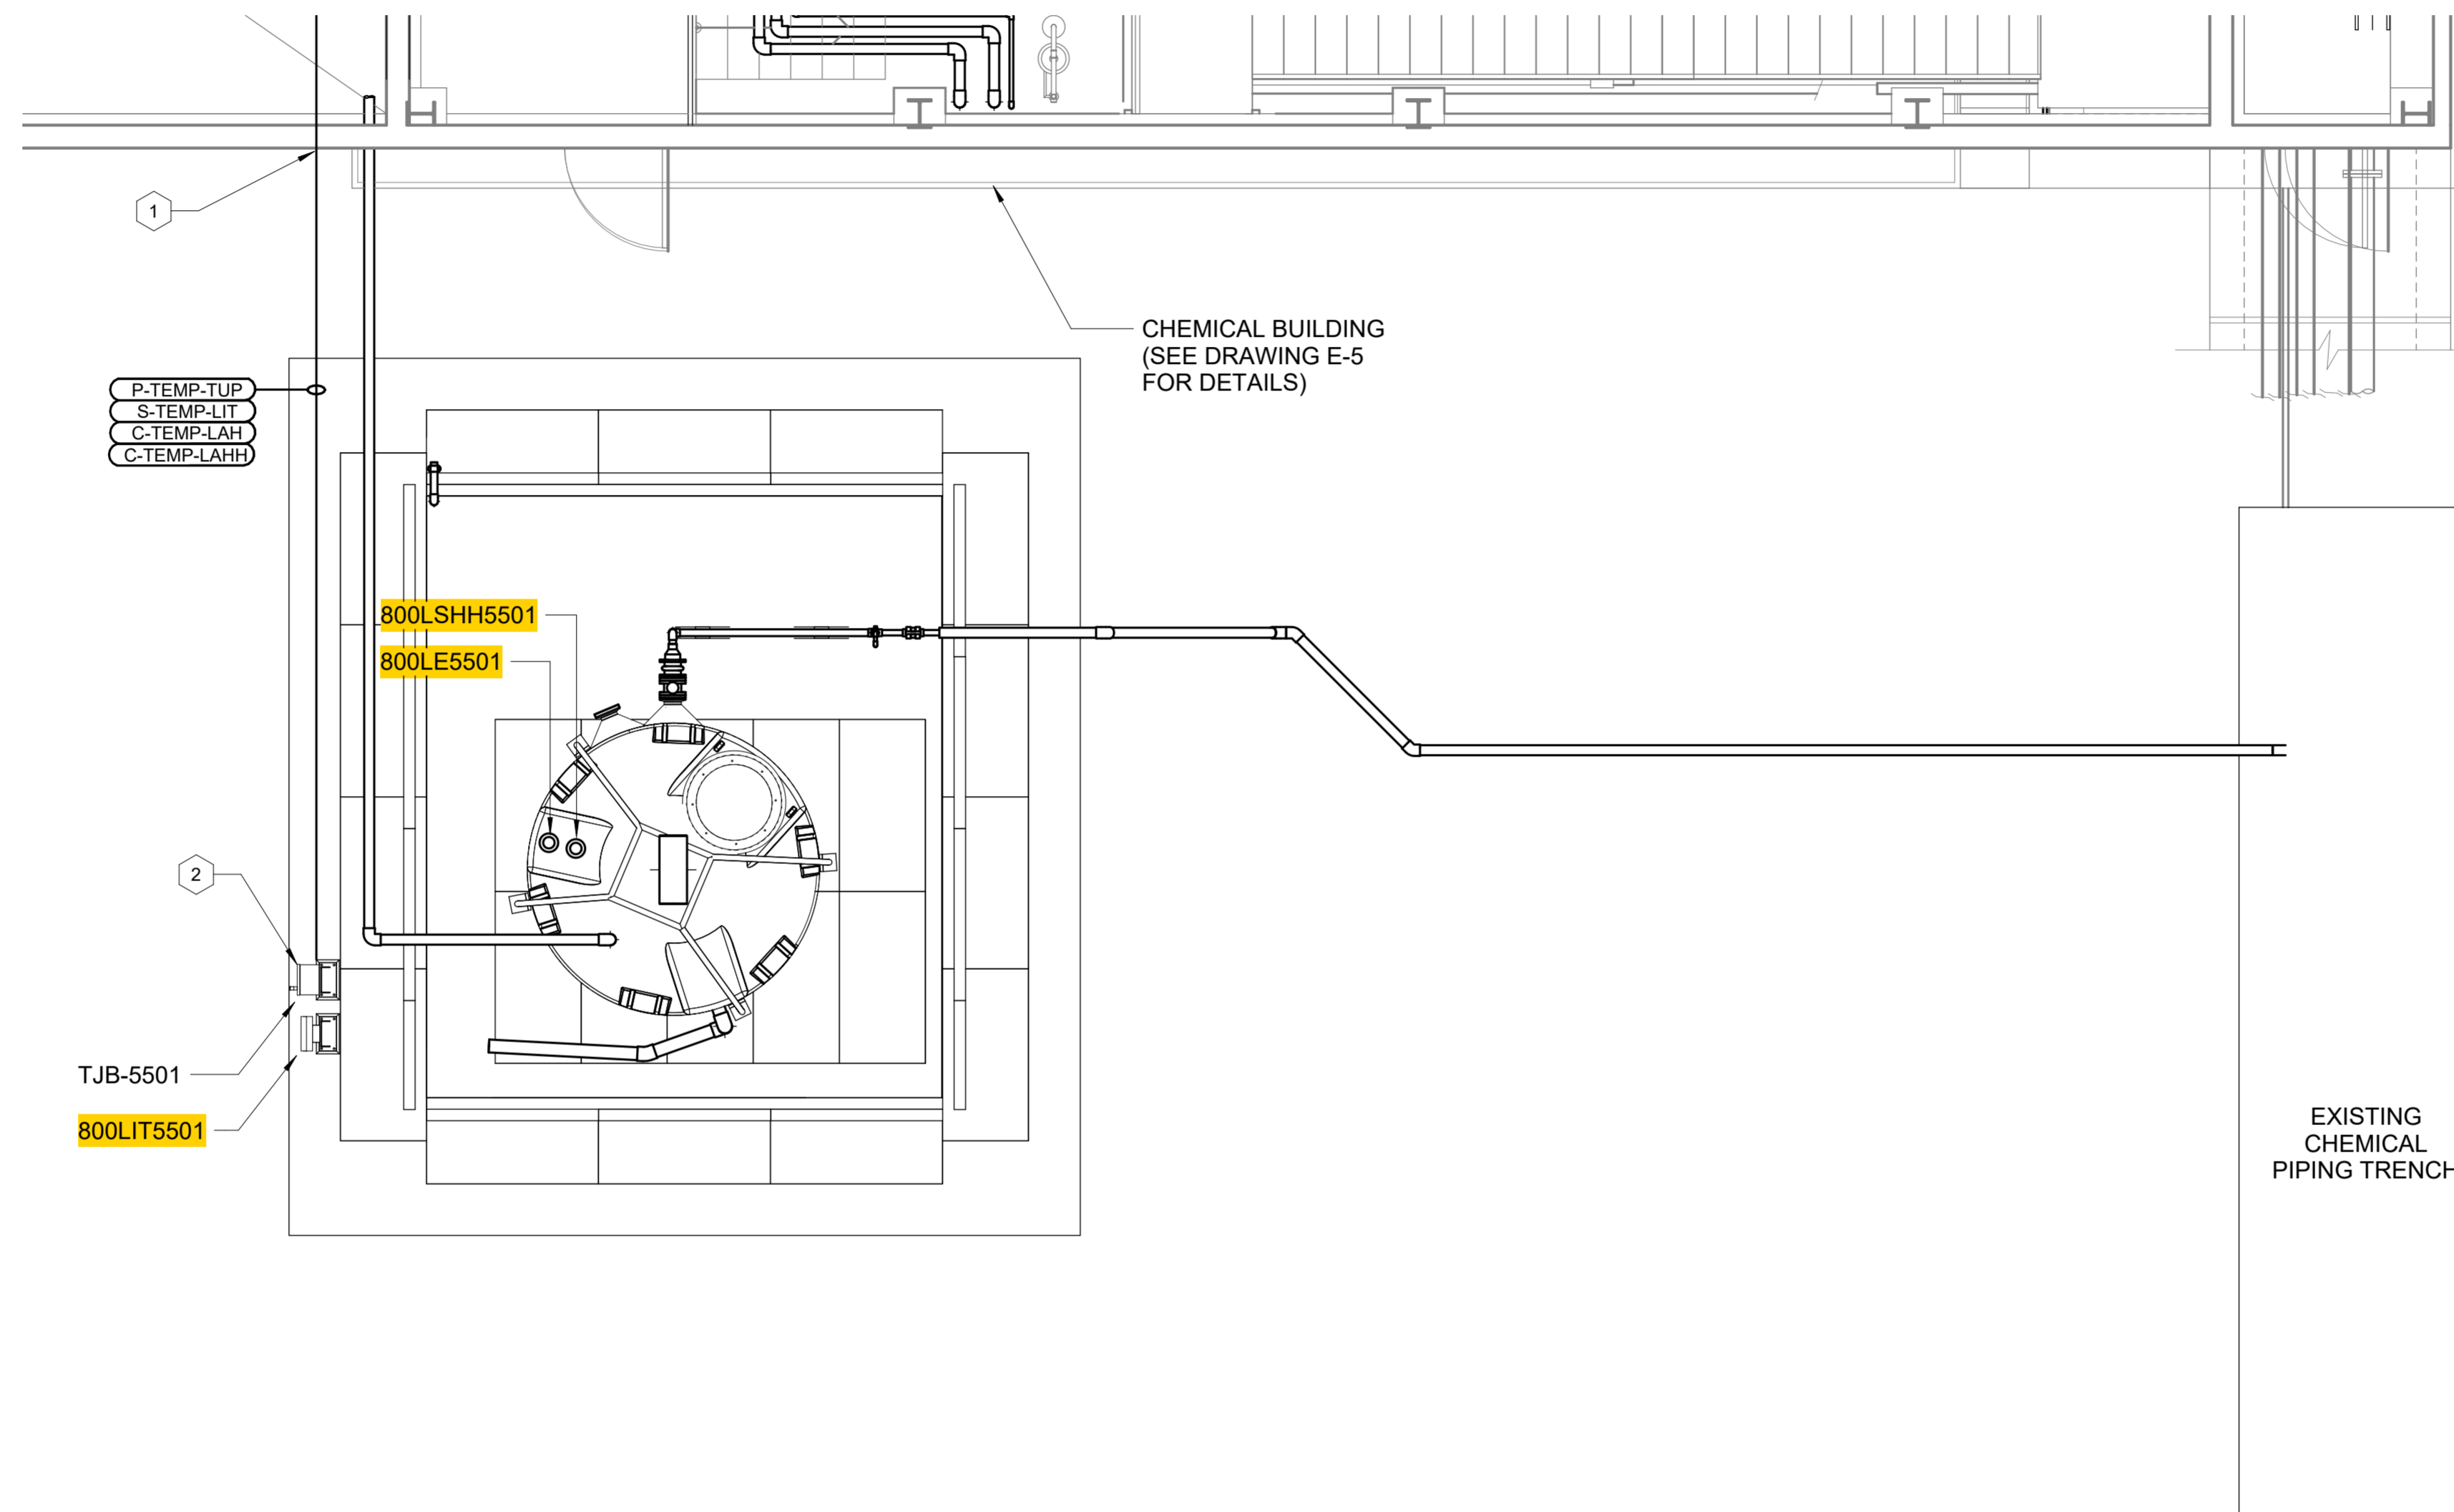 1
CHEMICAL BUILDING
(SEE DRAWING E-5
FOR DETAILS)
P-TEMP-TUP
S-TEMP-LIT
C-TEMP-LAH
C-TEMP-LAHH
800LSHH5501
800LE5501
2
TJB-5501
800LIT5501
EXISTING
CHEMICAL
PIPING TRENCH